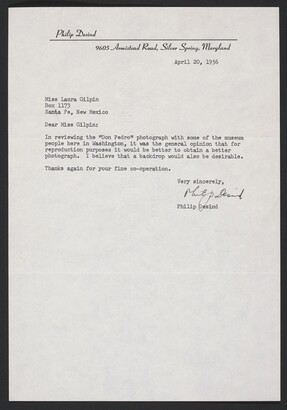 Philip Desind
9605 Armistead Road, Silver Spring, Maryland
April 20, 1956
Miss Laura Gilpin
Box 1173
Santa Fe, New Mexico
Dear Miss Gilpin:
In reviewing the "Don Pedro" photograph with some of the museum
people here in Washington, it was the general opinion that for
reproduction purposes it would be better to obtain a better
photograph. I believe that a backdrop would also be desirable.
Thanks again for your fine co-operation.
Very sincerely,
Philip Desind
Philip Desind